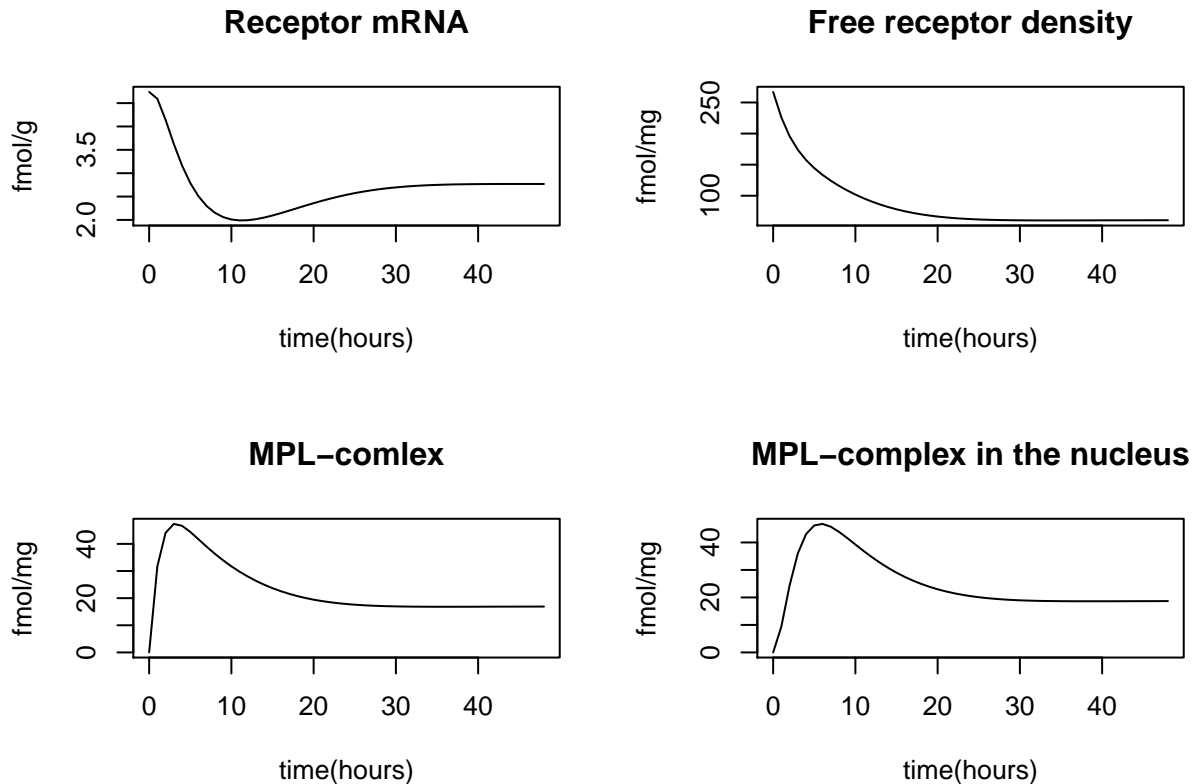 Receptor mRNA
fmol/g
2.0 3.5
0 10 20 30 40
time(hours)
Free receptor density
fmol/mg
100 250
0 10 20 30 40
time(hours)
MPL−comlex
fmol/mg
0 20 40
0 10 20 30 40
time(hours)
MPL−complex in the nucleus
fmol/mg
0 20 40
0 10 20 30 40
time(hours)